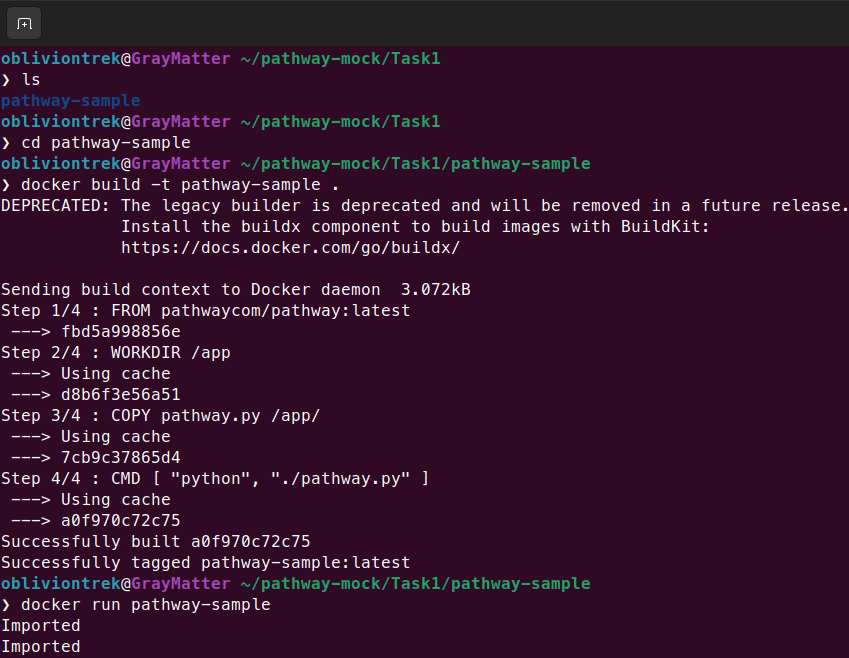 obliviontrek@GrayMatter ~/pathway-mock/Task1
❯ ls
pathway-sample
obliviontrek@GrayMatter ~/pathway-mock/Task1
❯ cd pathway-sample
obliviontrek@GrayMatter ~/pathway-mock/Task1/pathway-sample
❯ docker build -t pathway-sample .
DEPRECATED: The legacy builder is deprecated and will be removed in a future release.
            Install the buildx component to build images with BuildKit:
            https://docs.docker.com/go/buildx/

Sending build context to Docker daemon  3.072kB
Step 1/4 : FROM pathwaycom/pathway:latest
 ---> fbd5a998856e
Step 2/4 : WORKDIR /app
 ---> Using cache
 ---> d8b6f3e56a51
Step 3/4 : COPY pathway.py /app/
 ---> Using cache
 ---> 7cb9c37865d4
Step 4/4 : CMD [ "python", "./pathway.py" ]
 ---> Using cache
 ---> a0f970c72c75
Successfully built a0f970c72c75
Successfully tagged pathway-sample:latest
obliviontrek@GrayMatter ~/pathway-mock/Task1/pathway-sample
❯ docker run pathway-sample
Imported
Imported